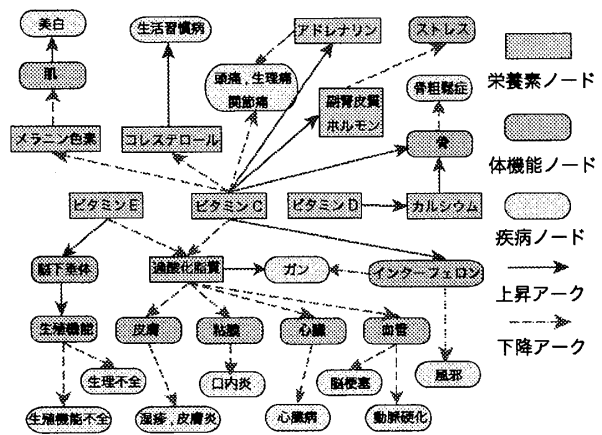 美白
生活習慣病
アドレナリン
ストレス
肌
頭痛,生理痛
関節痛
副腎皮質
ホルモン
骨粗鬆症
栄養素ノード
メラニン色素
コレステロール
骨
体機能ノード
ビタミンE
ビタミンC
ビタミンD
カルシウム
疾病ノード
脳下垂体
過酸化脂質
ガン
インターフェロン
上昇アーク
生殖機能
皮膚
粘膜
心臓
血管
下降アーク
生理不全
口内炎
脳梗塞
風邪
生殖機能不全
湿疹,皮膚炎
心臓病
動脈硬化